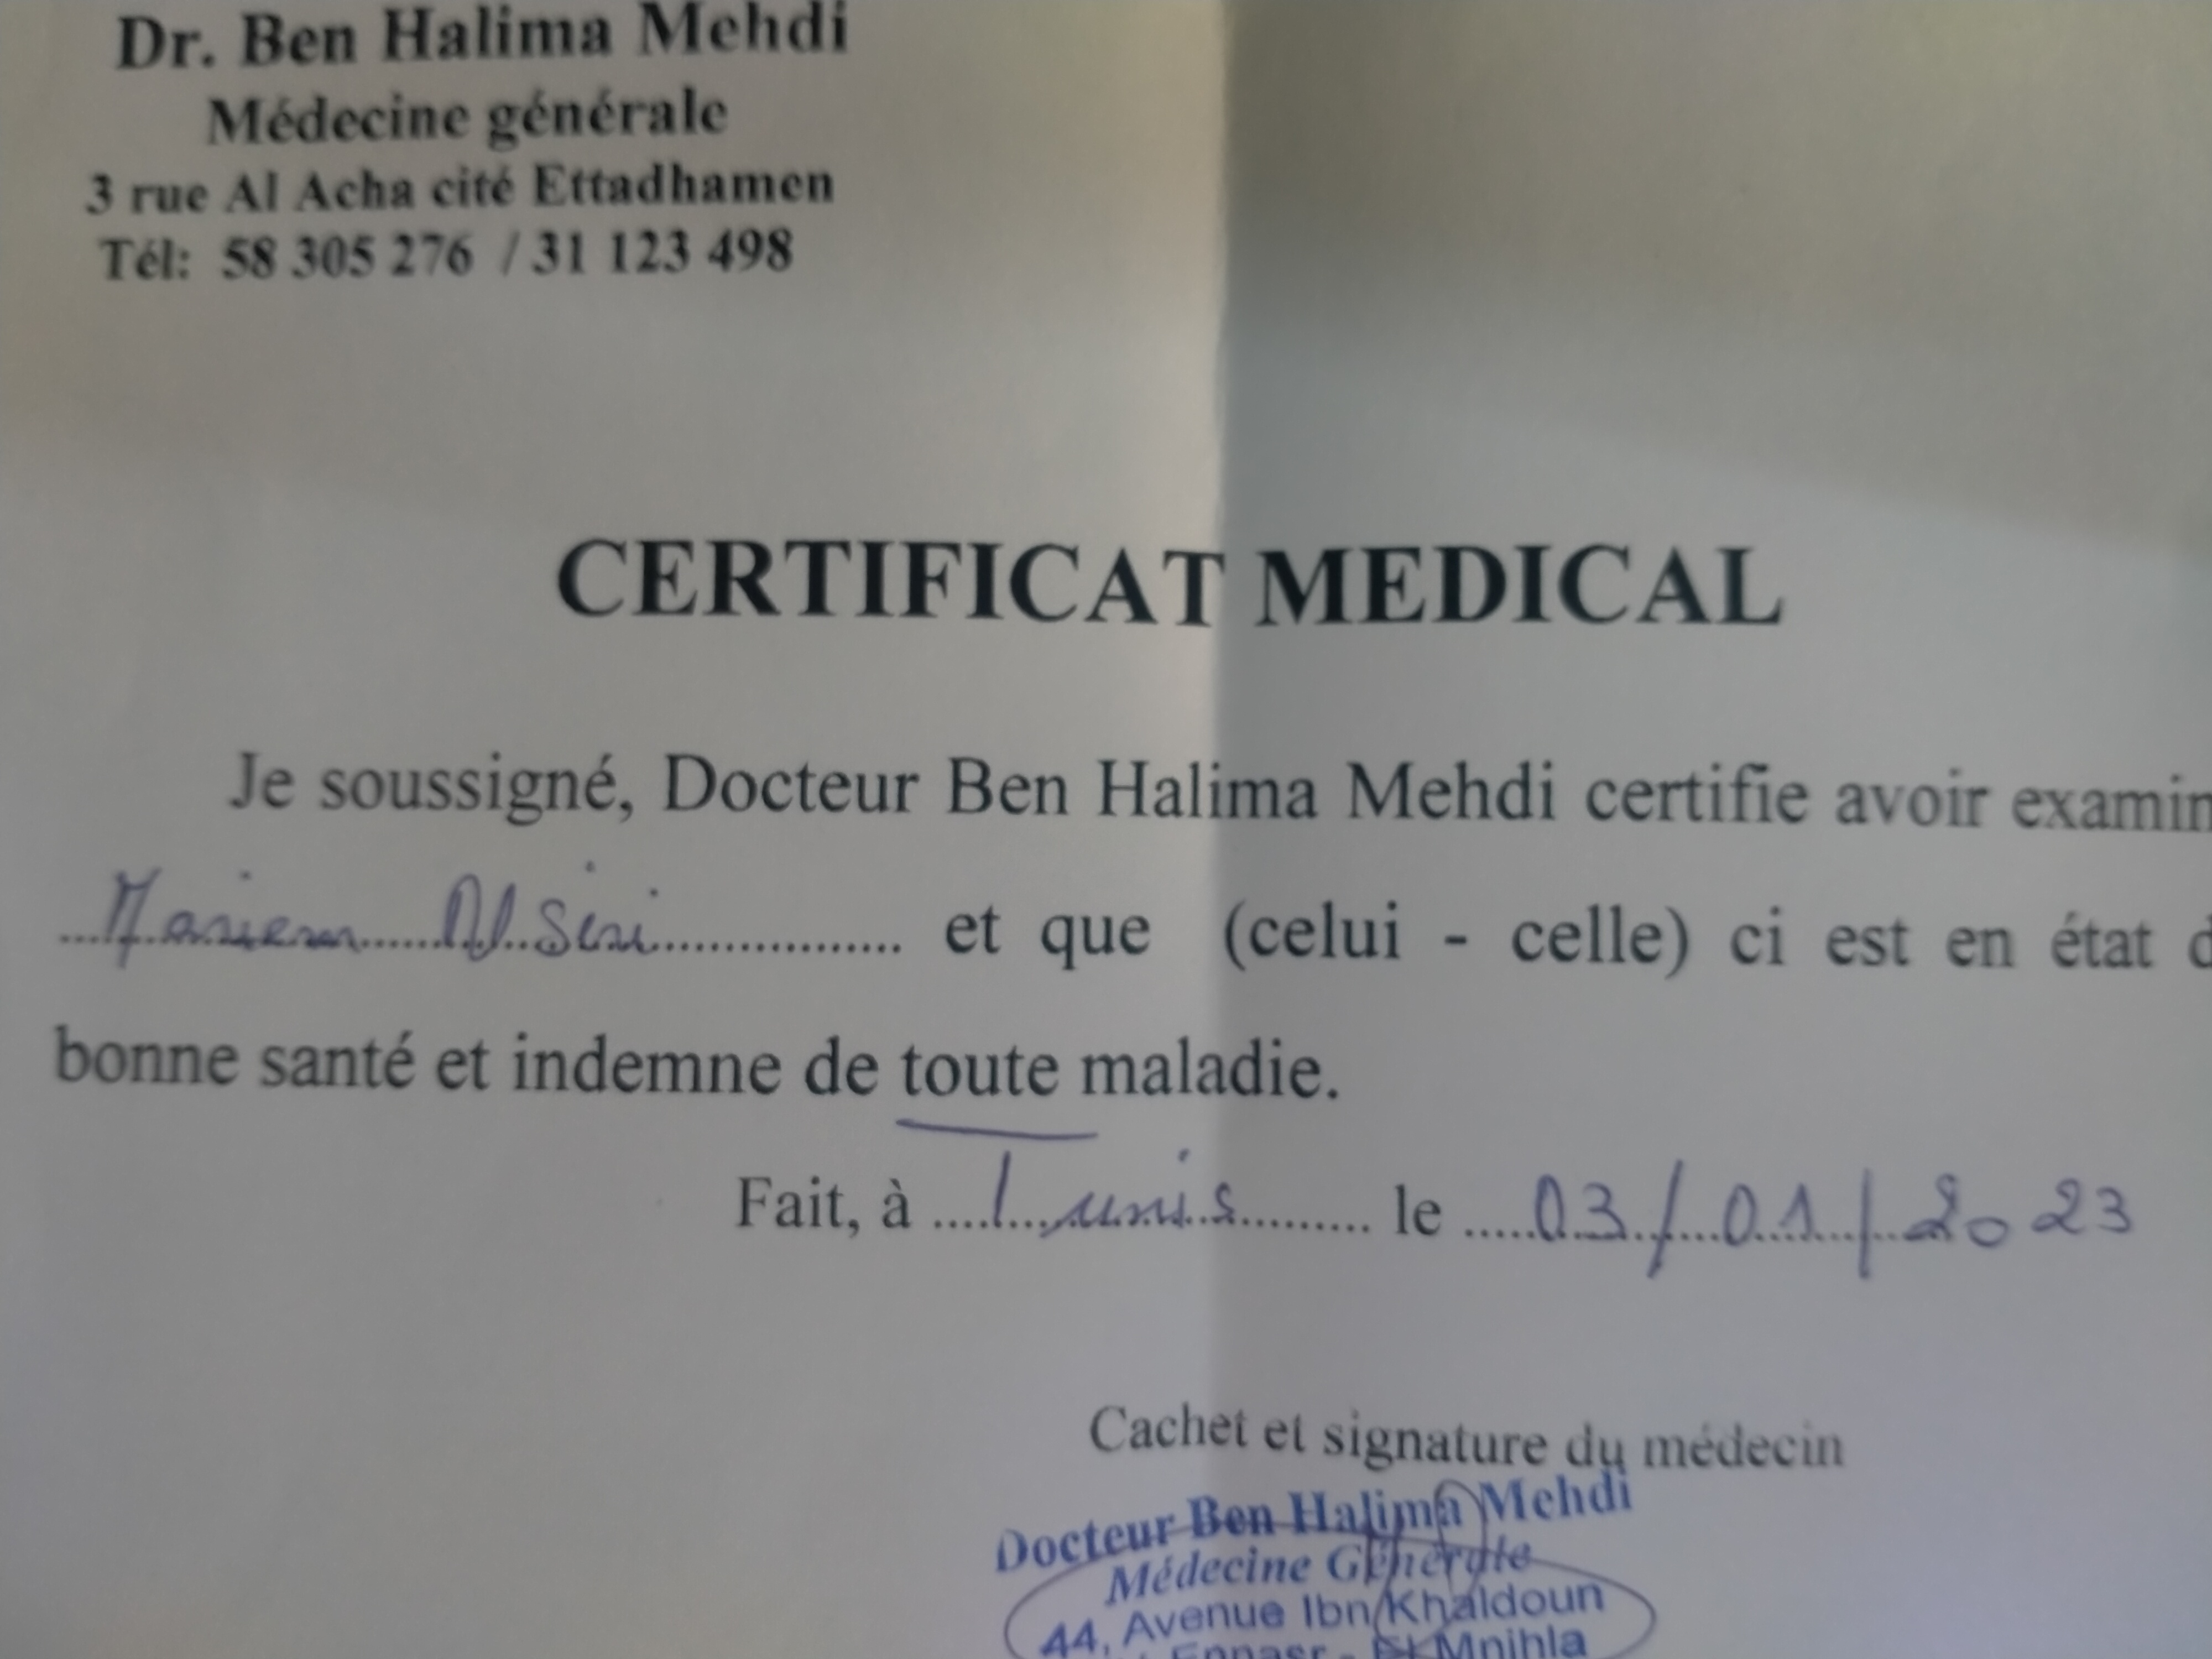 Dr. Ben Halima Mehdi
Médecine générale
3 rue Al Acha cité Ettadhamen
Tél: 58 305 276 / 31 123 498
CERTIFICAT MEDICAL
Je soussigné, Docteur Ben Halima Mehdi certifie avoir examin
Mariem et que (celui - celle) ci est en état d
bonne santé et indemne de toute maladie.
Fait, à Tunis le 03/01/2023
Cachet et signature du médecin
Docteur Ben Halima Mehdi
Médecine Générale
44, Avenue Ibn Khaldoun
Ennasr - El Mnihla